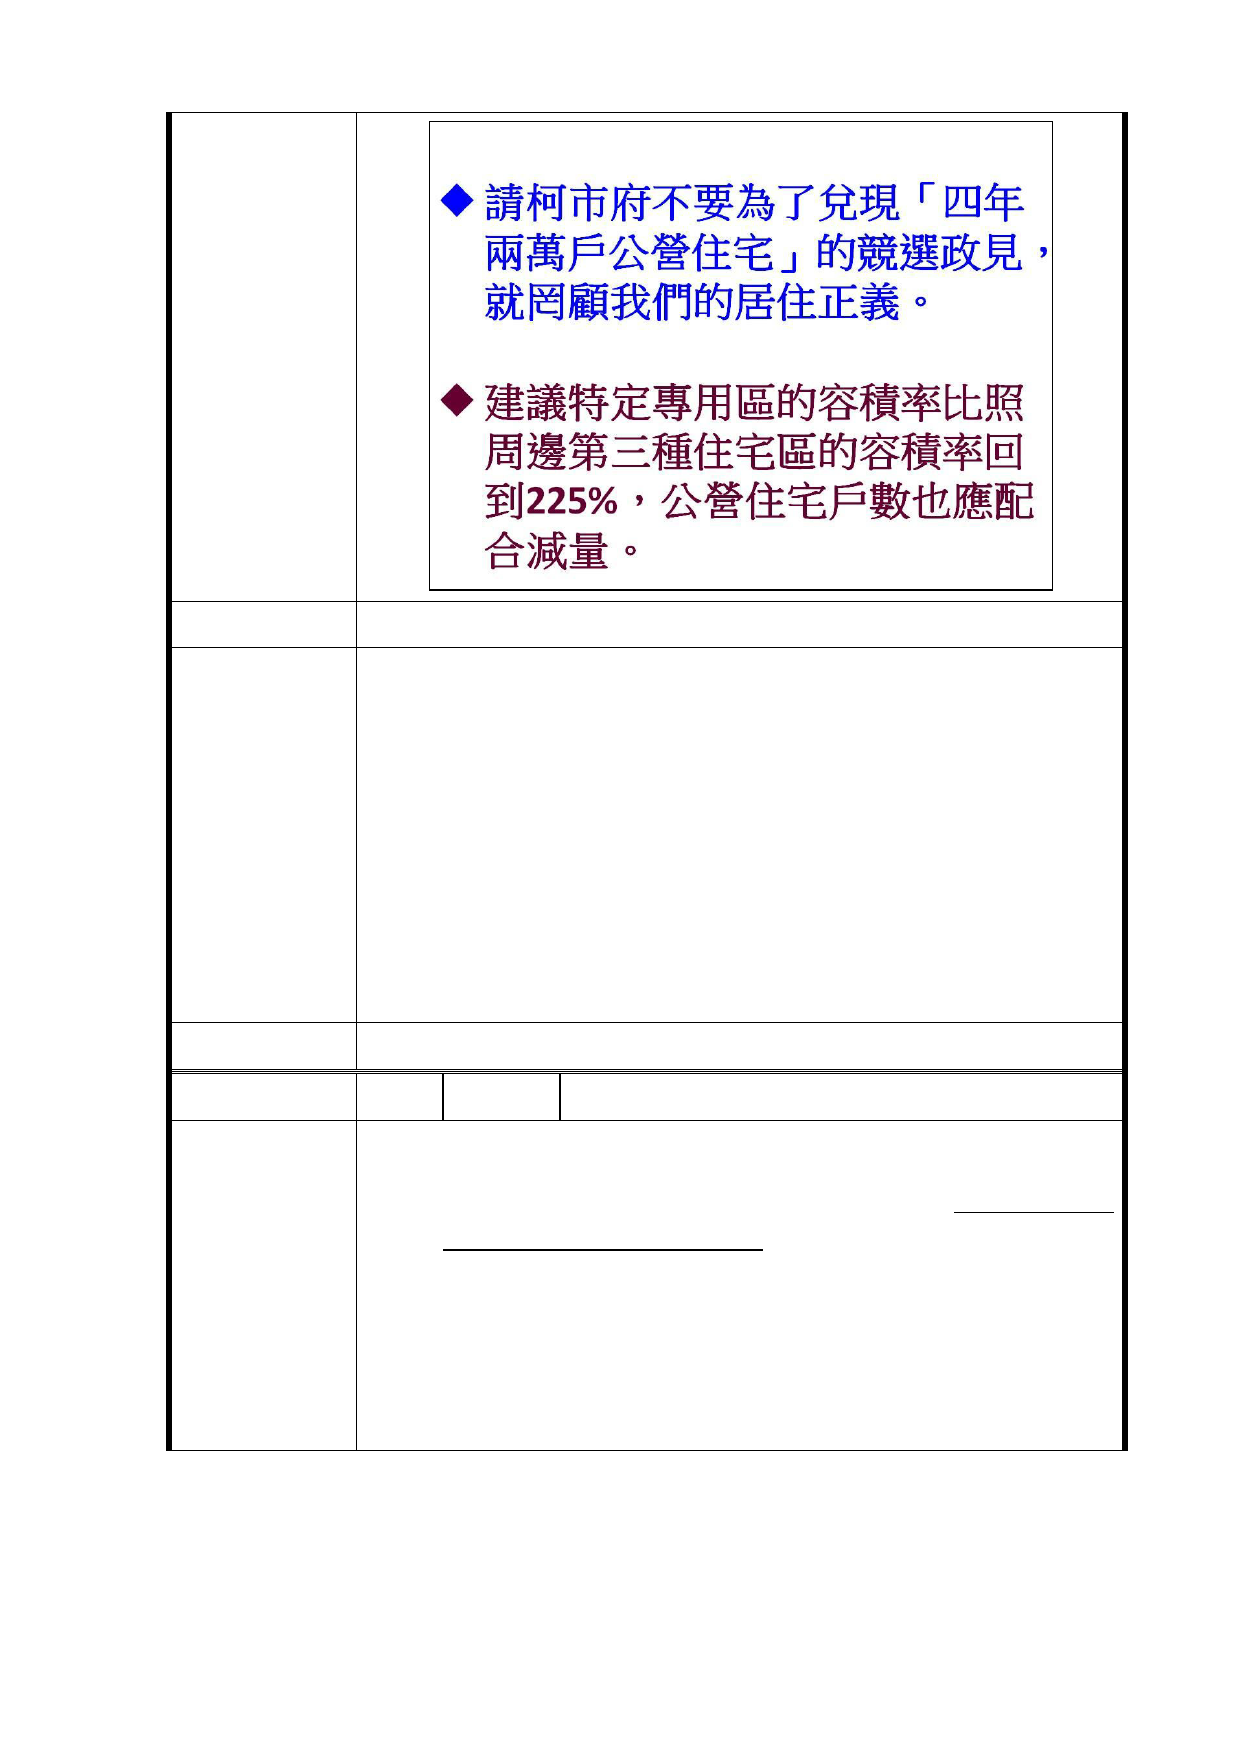 ◆ 請柯市府不要為了兌現「四年
兩萬戶公營住宅」的競選政見，
就罔顧我們的居住正義。
◆ 建議特定專用區的容積率比照
周邊第三種住宅區的容積率回
到225%，公營住宅戶數也應配
合減量。